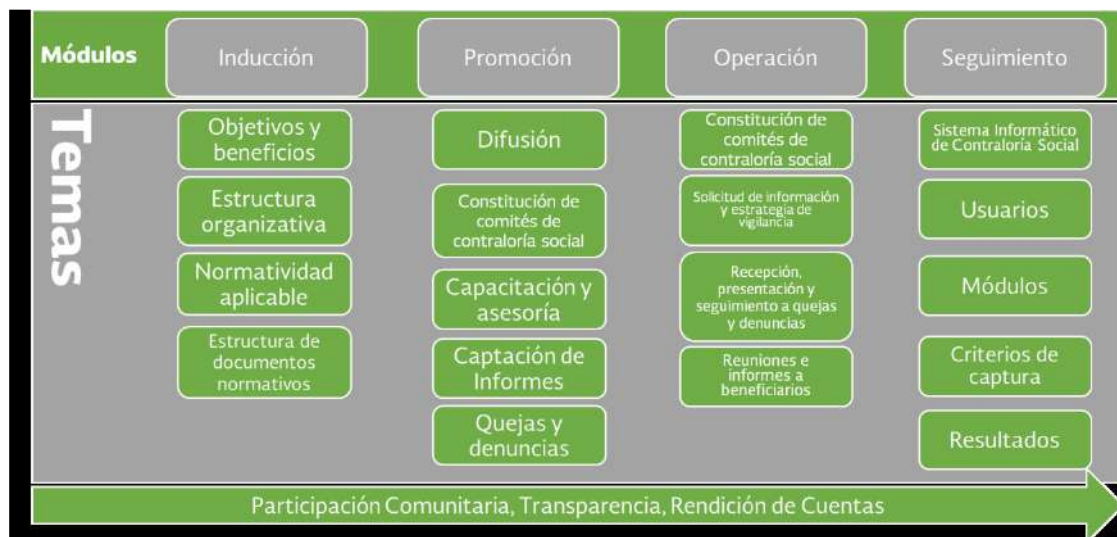 Módulos
Inducción
Promoción
Operación
Seguimiento
Temas
Objetivos y
beneficios
Estructura
organizativa
Normatividad
aplicable
Estructura de
documentos
normativos
Difusión
Constitución de
comités de
contraloría social
Capacitación y
asesoría
Captación de
Informes
Quejas y
denuncias
Constitución de
comités de
contraloría social
Solicitud de información
y estrategia de
vigilancia
Recepción,
presentación y
seguimiento a quejas
y denuncias
Reuniones e
informes a
beneficiarios
Sistema Informático
de Contraloría Social
Usuarios
Módulos
Criterios de
captura
Resultados
Participación Comunitaria, Transparencia, Rendición de Cuentas